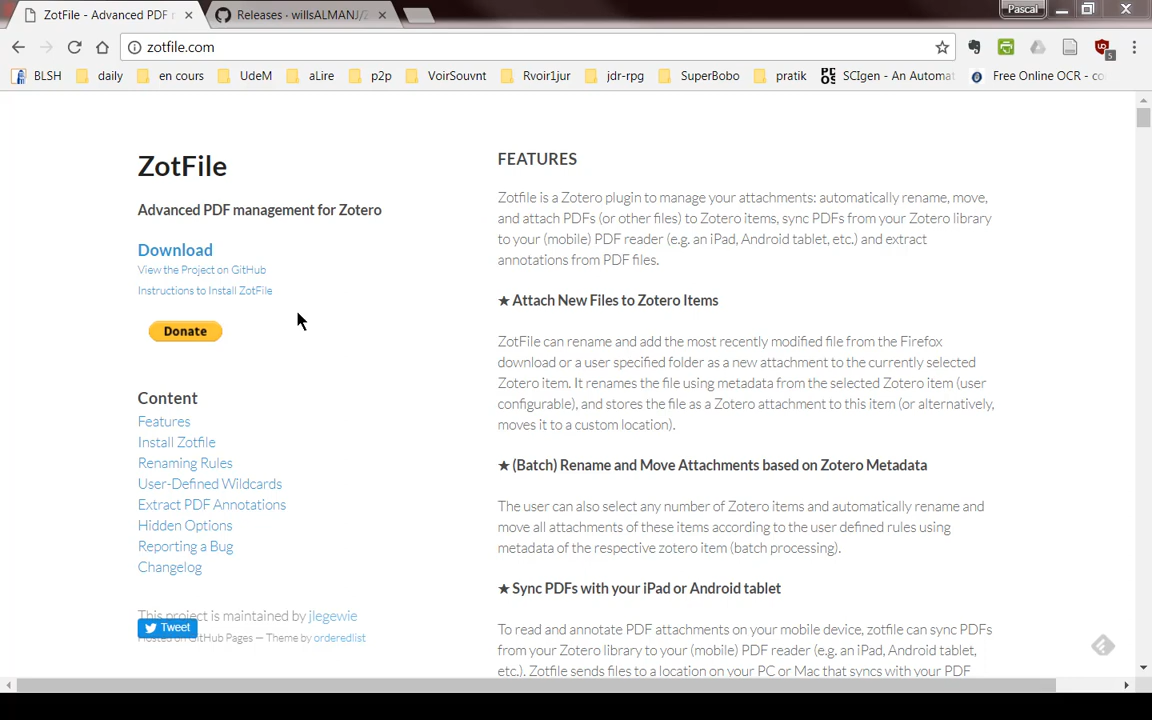 ZotFile - Advanced PDF
Releases · willsALMANJ/
Pascal
zotfile.com
5
BLSH
daily
en cours
UdeM
aLire
p2p
VoirSouvnt
Rvoir1jur
jdr-rpg
SuperBobo
pratik
SCIgen - An Automat
Free Online OCR - co
ZotFile
Advanced PDF management for Zotero
Download
View the Project on GitHub
Instructions to Install ZotFile
Donate
Content
Features
Install Zotfile
Renaming Rules
User-Defined Wildcards
Extract PDF Annotations
Hidden Options
Reporting a Bug
Changelog
This project is maintained by jlegewie
Tweet
GitHub Pages — Theme by orderedlist
FEATURES
Zotfile is a Zotero plugin to manage your attachments: automatically rename, move,
and attach PDFs (or other files) to Zotero items, sync PDFs from your Zotero library
to your (mobile) PDF reader (e.g. an iPad, Android tablet, etc.) and extract
annotations from PDF files.
★ Attach New Files to Zotero Items
ZotFile can rename and add the most recently modified file from the Firefox
download or a user specified folder as a new attachment to the currently selected
Zotero item. It renames the file using metadata from the selected Zotero item (user
configurable), and stores the file as a Zotero attachment to this item (or alternatively,
moves it to a custom location).
★ (Batch) Rename and Move Attachments based on Zotero Metadata
The user can also select any number of Zotero items and automatically rename and
move all attachments of these items according to the user defined rules using
metadata of the respective zotero item (batch processing).
★ Sync PDFs with your iPad or Android tablet
To read and annotate PDF attachments on your mobile device, zotfile can sync PDFs
from your Zotero library to your (mobile) PDF reader (e.g. an iPad, Android tablet,
etc.). Zotfile sends files to a location on your PC or Mac that syncs with your PDF